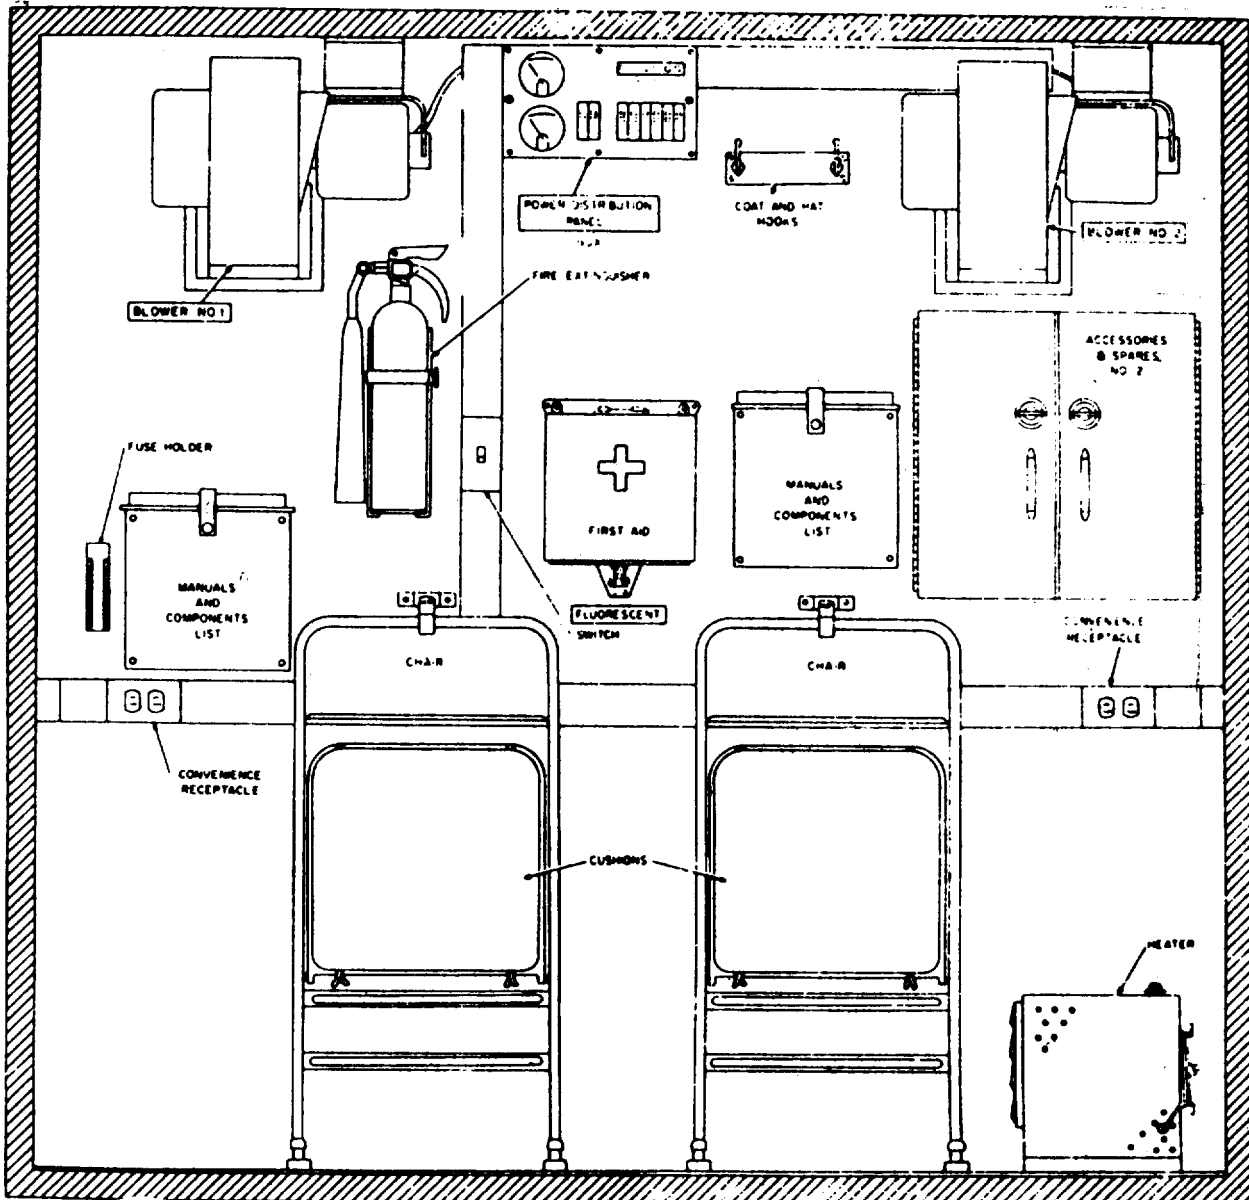 POWER DISTRIBUTION
PANEL
COAT AND HAT
HOOKS
BLOWER NO. 2
FIRE EXTINGUISHER
BLOWER NO 1
ACCESSORIES
& SPARES,
NO. 2
FUSE HOLDER
MANUALS
AND
COMPONENTS
LIST
FIRST AID
MANUALS
AND
COMPONENTS
LIST
FLUORESCENT
SWITCH
CONVENIENCE
RECEPTACLE
CHAIR
CHAIR
CONVENIENCE
RECEPTACLE
CUSHIONS
HEATER